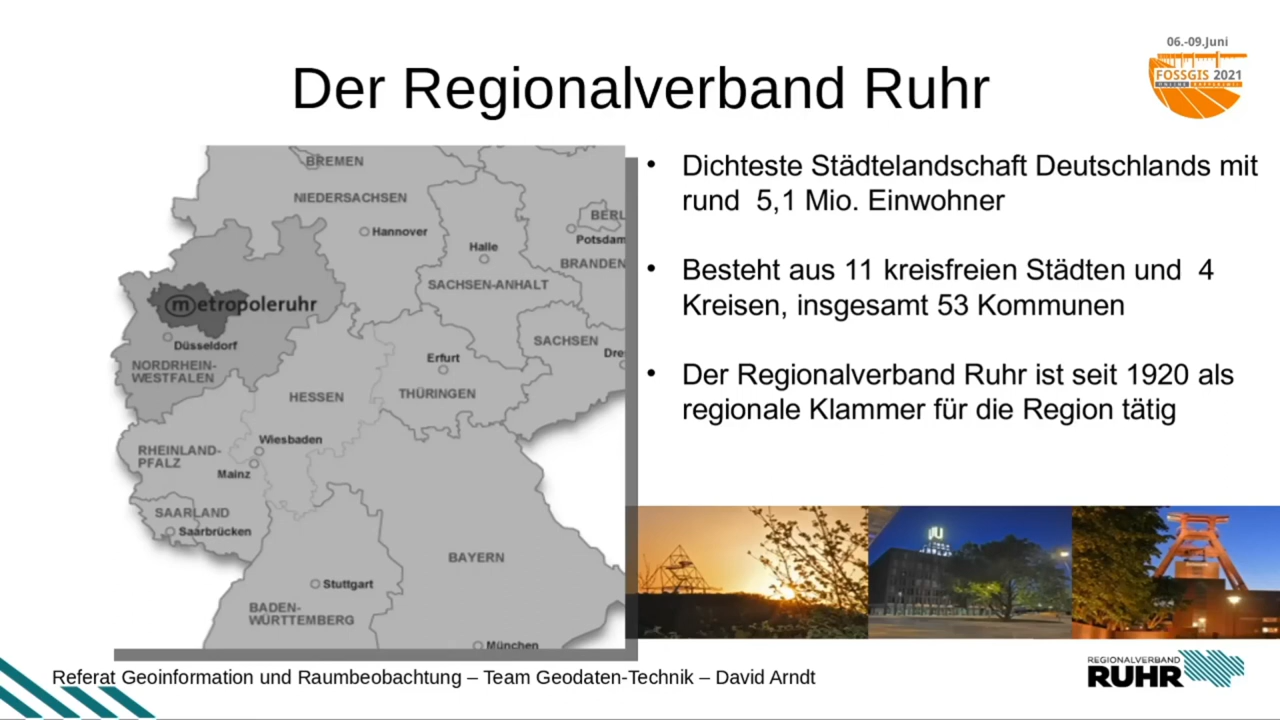 06.-09.Juni
FOSSGIS 2021
Der Regionalverband Ruhr
BREMEN
NIEDERSACHSEN
Hannover
BERL
Potsdam
Halle
BRANDEN
SACHSEN-ANHALT
metropoleruhr
Düsseldorf
NORDRHEIN-
WESTFALEN
SACHSEN
Dre
Erfurt
THÜRINGEN
HESSEN
Wiesbaden
RHEINLAND-
PFALZ
Mainz
SAARLAND
Saarbrücken
BAYERN
Stuttgart
BADEN-
WÜRTTEMBERG
München
• Dichteste Städtelandschaft Deutschlands mit
rund 5,1 Mio. Einwohner
• Besteht aus 11 kreisfreien Städten und 4
Kreisen, insgesamt 53 Kommunen
• Der Regionalverband Ruhr ist seit 1920 als
regionale Klammer für die Region tätig
Referat Geoinformation und Raumbeobachtung – Team Geodaten-Technik – David Arndt
REGIONALVERBAND
RUHR